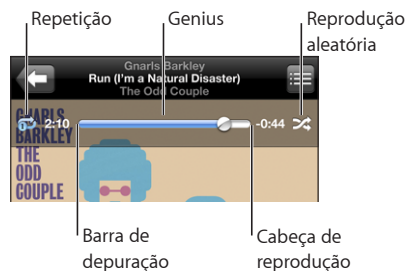 Repetição
Genius
Reprodução
aleatória
Gnarls Barkley
Run (I'm a Natural Disaster)
The Odd Couple
2:10
-0:44
GNARLS
BARKLEY
THE
ODD
COUPLE
Barra de
depuração
Cabeça de
reprodução